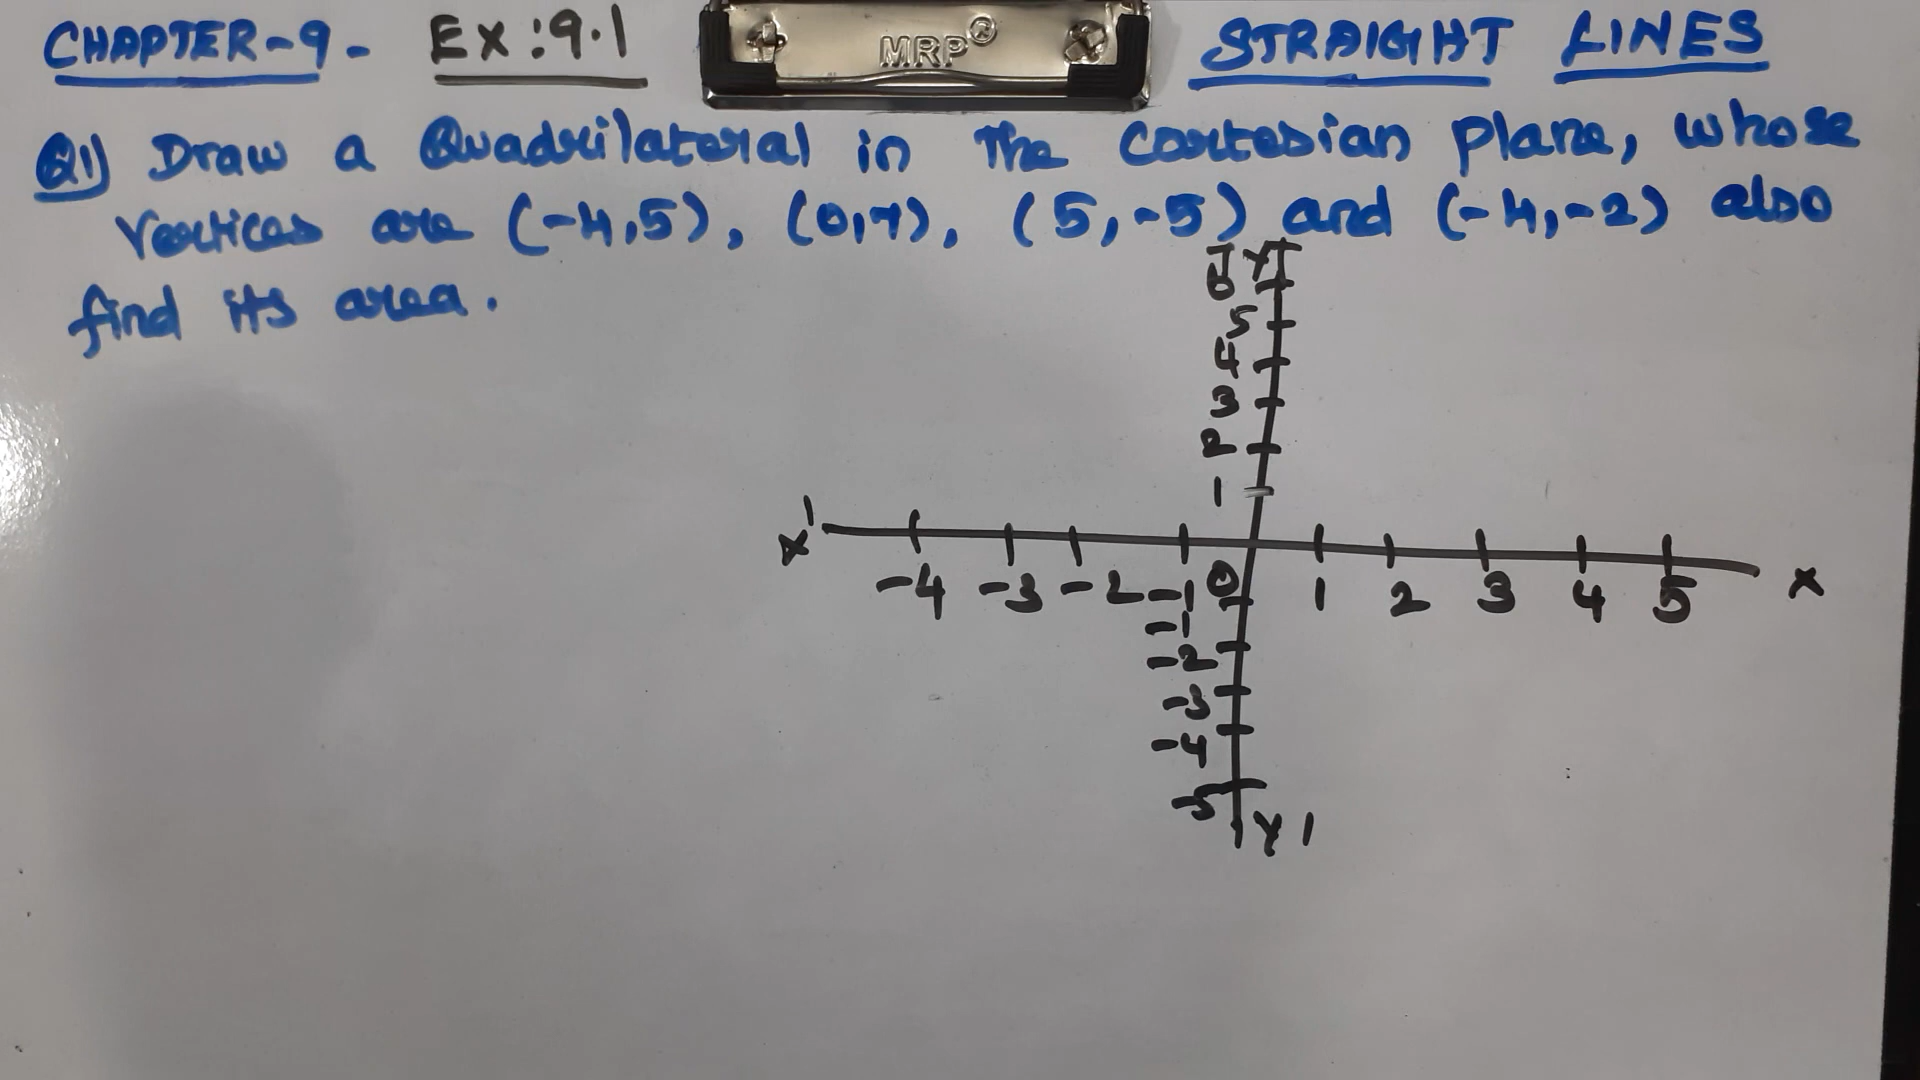 CHAPTER-9- EX:9.1 MRP® STRAIGHT LINES
Q1) Draw a Quadrilateral in The Cartesian plane, whose
vertices are (-4,5), (0,7), (5,-5) and (-4,-2) also
find its area.
7 Y
6
5
4
3
2
1
X' -4 -3 -2 -1 0 1 2 3 4 5 X
-1
-2
-3
-4
-5
Y'